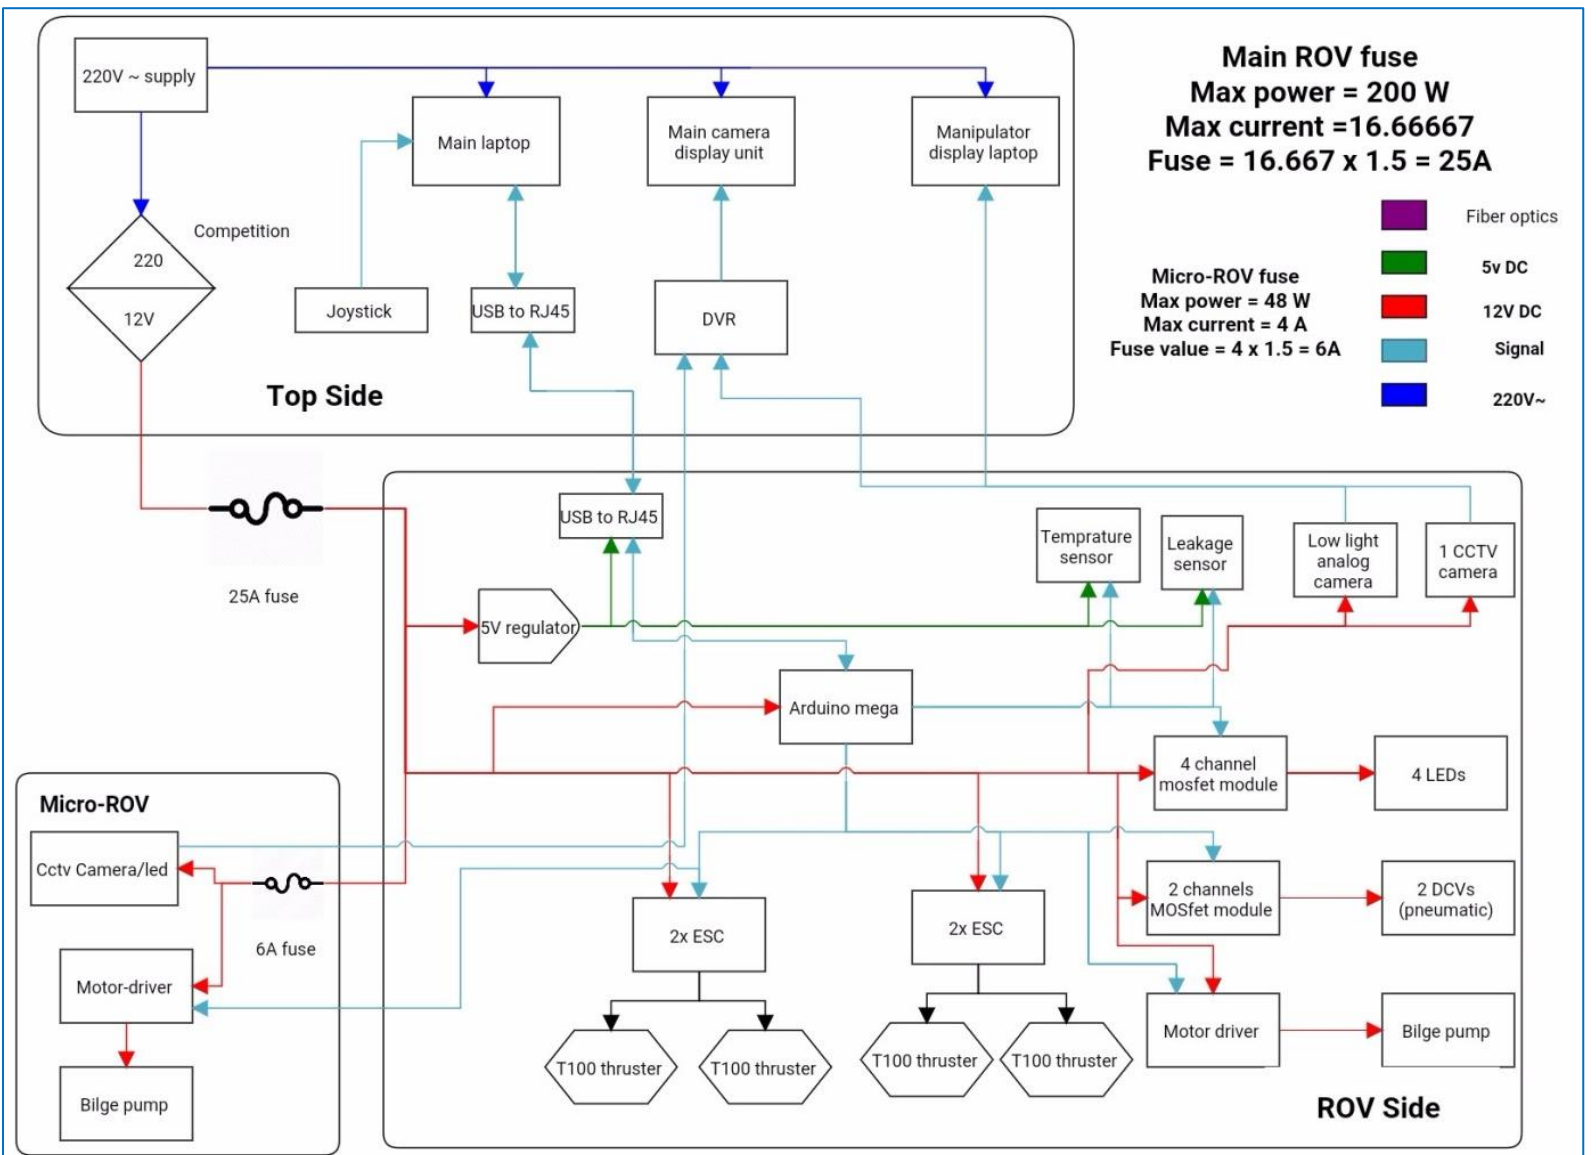 220V ~ supply
Main laptop
Main camera
display unit
Manipulator
display laptop
Main ROV fuse
Max power = 200 W
Max current =16.66667
Fuse = 16.667 x 1.5 = 25A
Competition
220
12V
Joystick
USB to RJ45
DVR
Top Side
Fiber optics
5v DC
12V DC
Signal
220V~
Micro-ROV fuse
Max power = 48 W
Max current = 4 A
Fuse value = 4 x 1.5 = 6A
25A fuse
USB to RJ45
Temprature
sensor
Leakage
sensor
Low light
analog
camera
1 CCTV
camera
5V regulator
Arduino mega
4 channel
mosfet module
4 LEDs
Micro-ROV
Cctv Camera/led
6A fuse
Motor-driver
Bilge pump
2x ESC
2x ESC
2 channels
MOSfet module
2 DCVs
(pneumatic)
T100 thruster
T100 thruster
T100 thruster
T100 thruster
Motor driver
Bilge pump
ROV Side